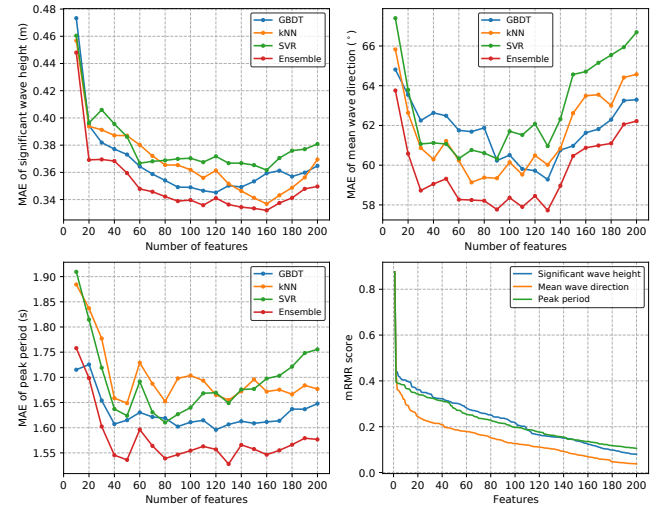 MAE of significant wave height (m)
0.48
0.46
0.44
0.42
0.40
0.38
0.36
0.34
GBDT
kNN
SVR
Ensemble
0 20 40 60 80 100 120 140 160 180 200
Number of features
MAE of mean wave direction (°)
66
64
62
60
58
GBDT
kNN
SVR
Ensemble
0 20 40 60 80 100 120 140 160 180 200
Number of features
MAE of peak period (s)
1.90
1.85
1.80
1.75
1.70
1.65
1.60
1.55
GBDT
kNN
SVR
Ensemble
0 20 40 60 80 100 120 140 160 180 200
Number of features
mRMR score
0.8
0.6
0.4
0.2
0.0
Significant wave height
Mean wave direction
Peak period
0 20 40 60 80 100 120 140 160 180 200
Features